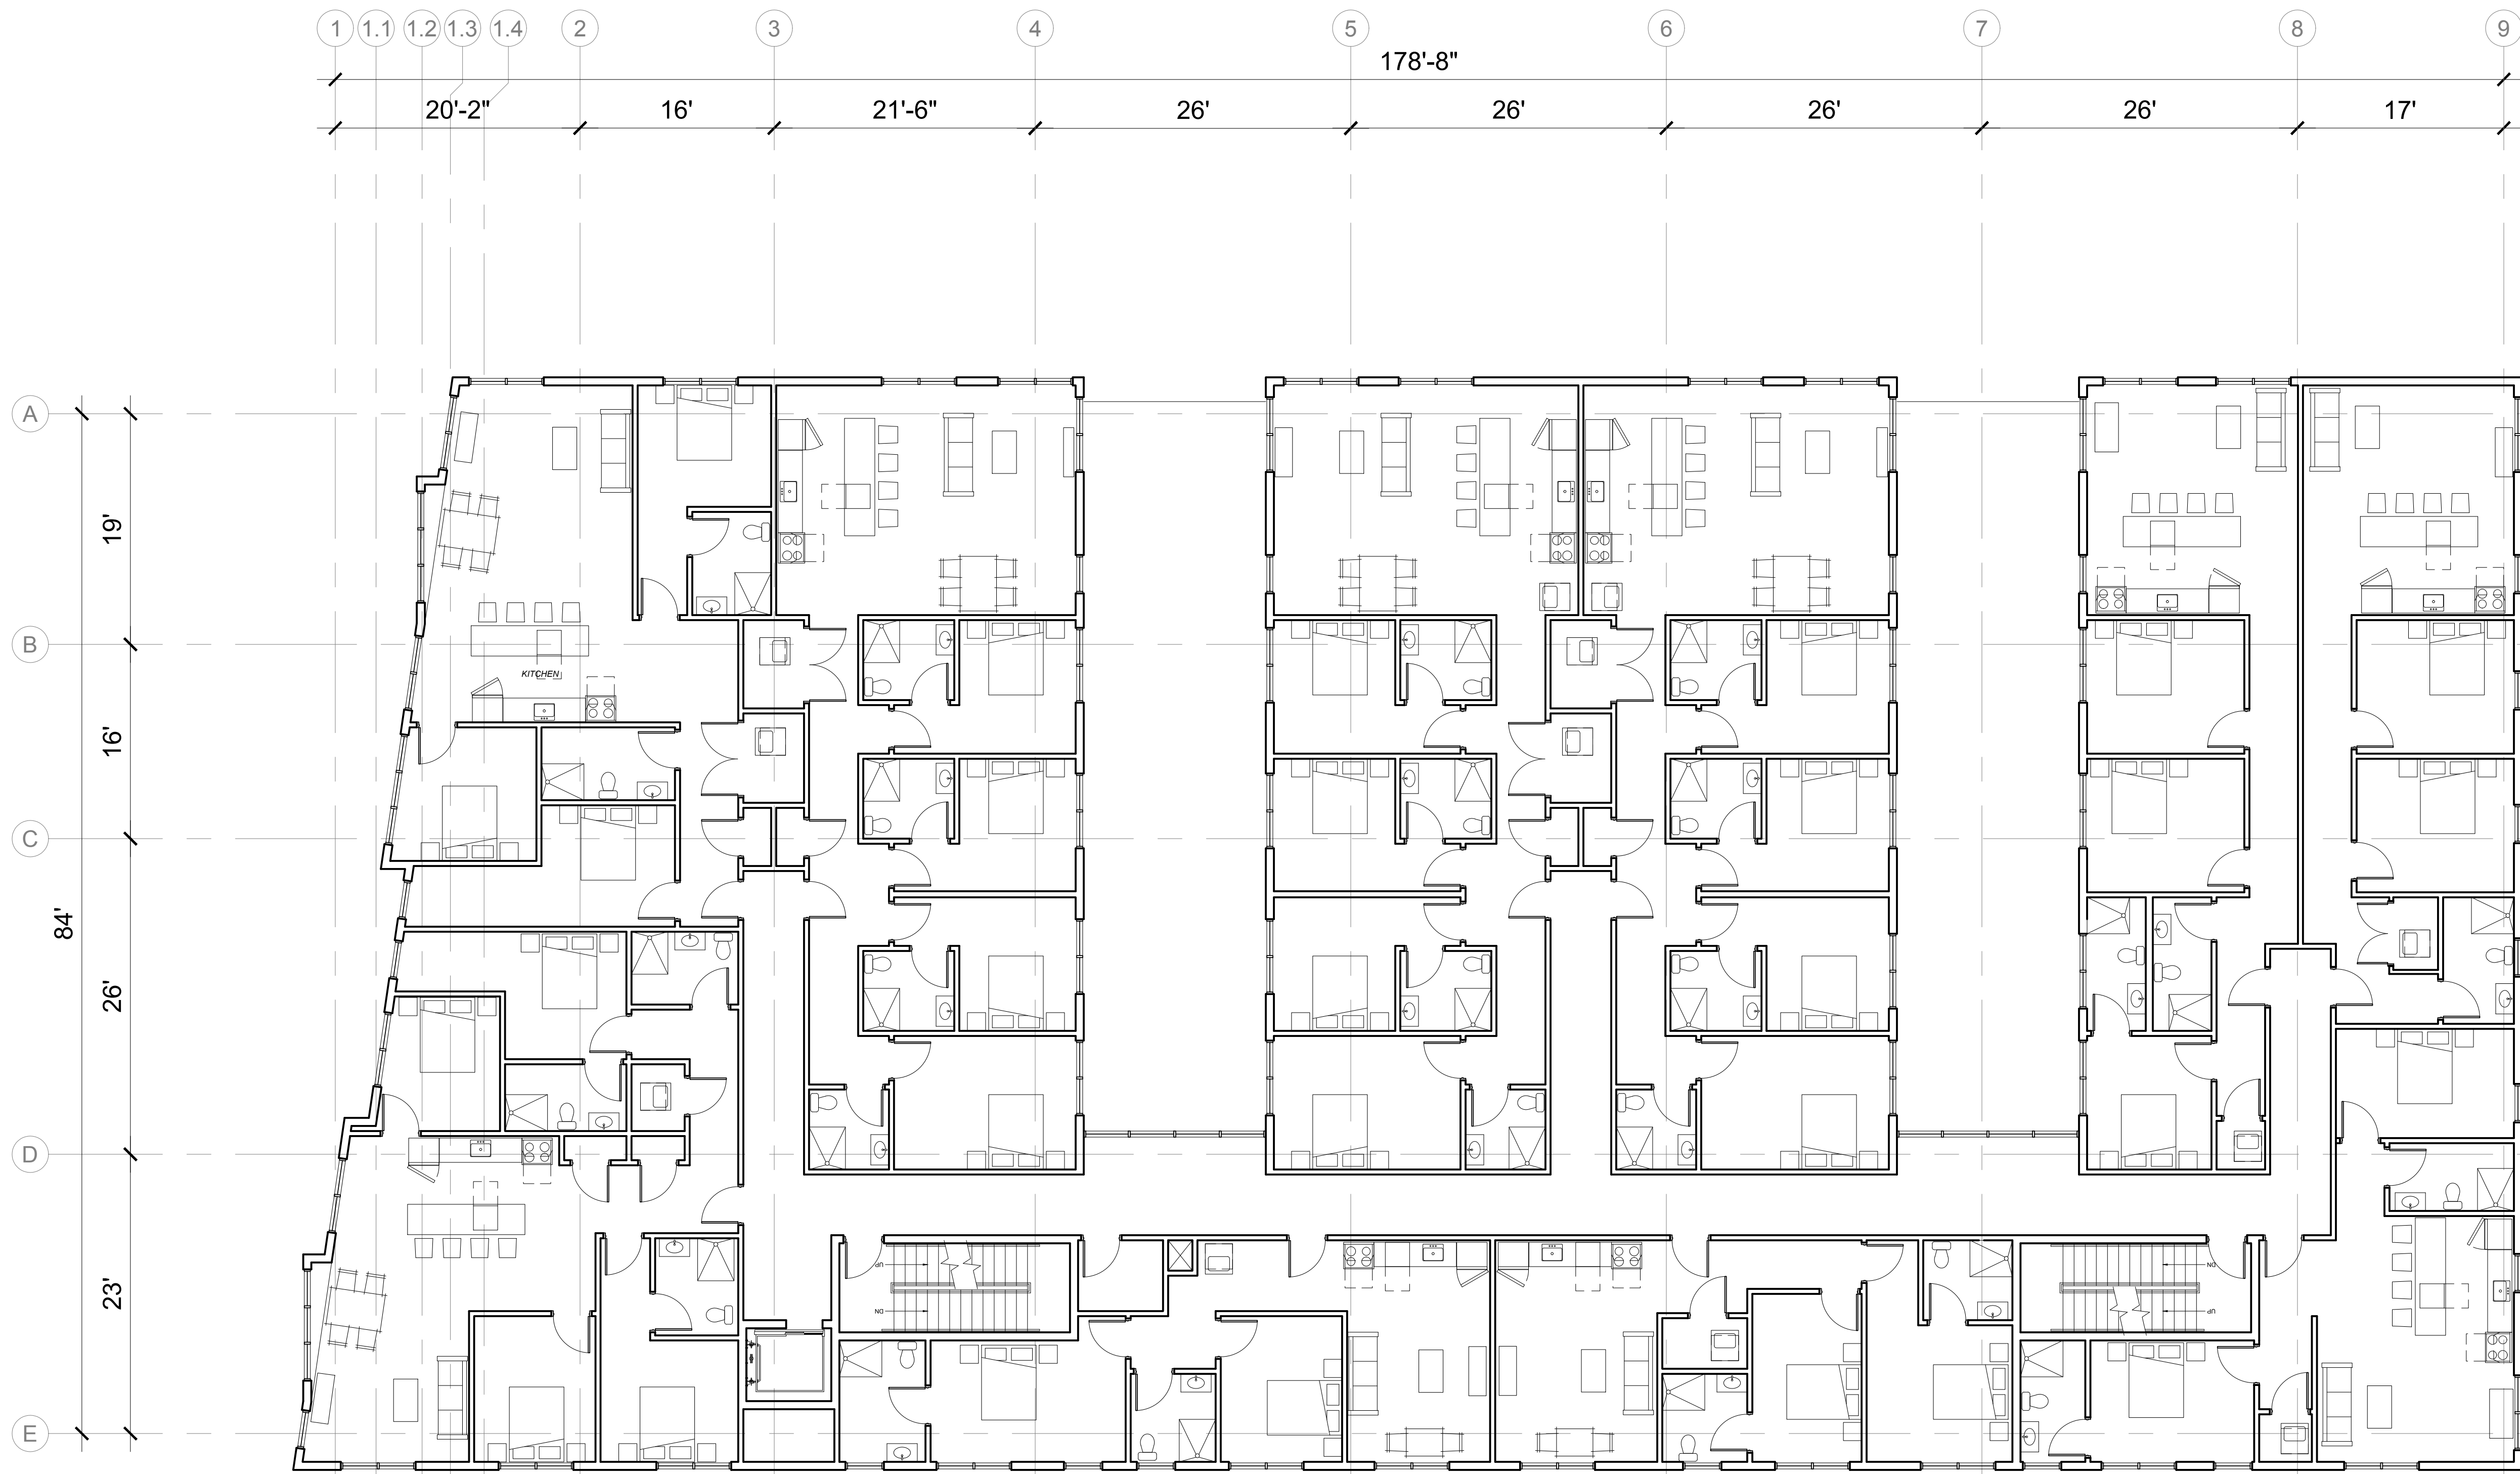 1 1.1 1.2 1.3 1.4 2 3 4 5 6 7 8 9
178'-8"
20'-2" 16' 21'-6" 26' 26' 26' 26' 17'
A
19'
B
KITCHEN
16'
C
84'
26'
D
23'
UP
DN
DN
UP
E